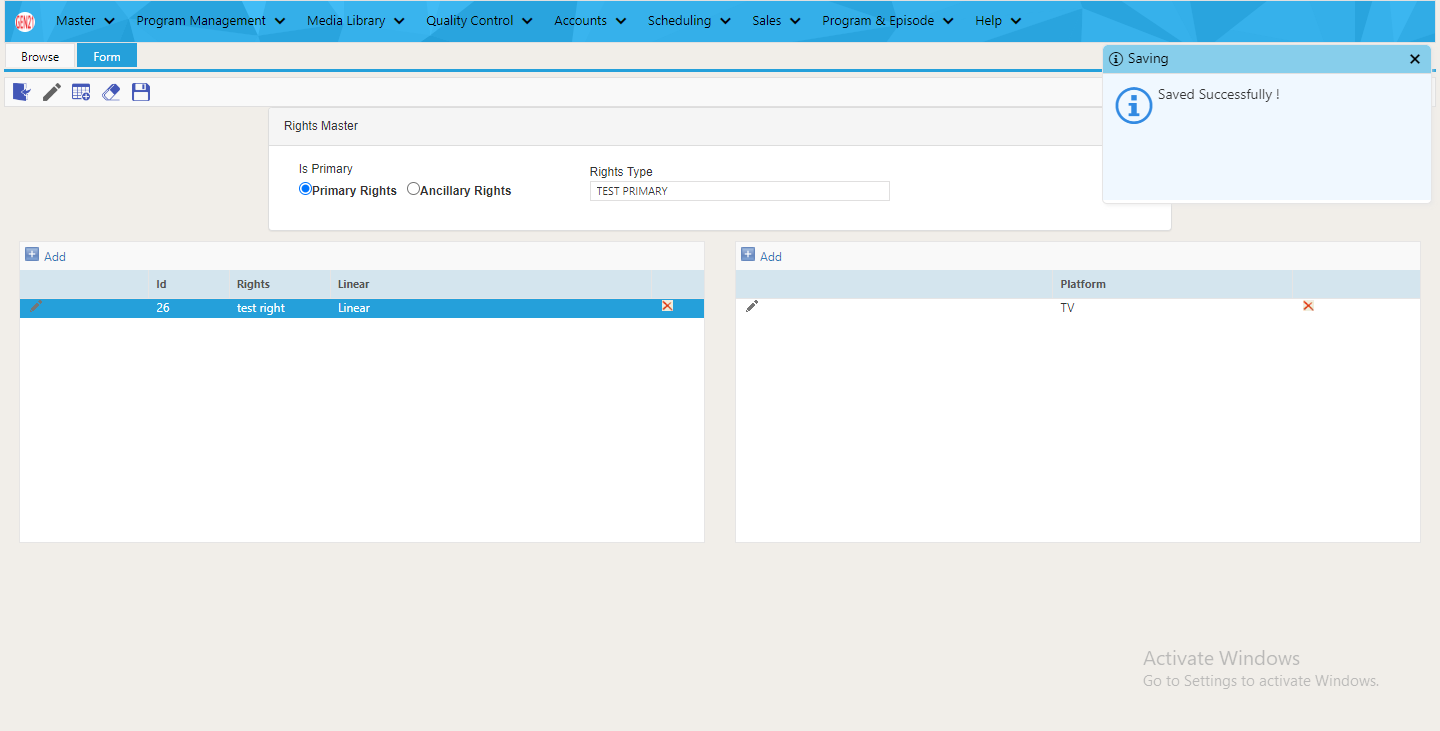 GEN21 Master Program Management Media Library Quality Control Accounts Scheduling Sales Program & Episode Help
Browse Form
Saving
Saved Successfully !
Rights Master
Is Primary
Primary Rights Ancillary Rights
Rights Type
TEST PRIMARY
Add
Id Rights Linear
26 test right Linear
Add
Platform
TV
Activate Windows
Go to Settings to activate Windows.